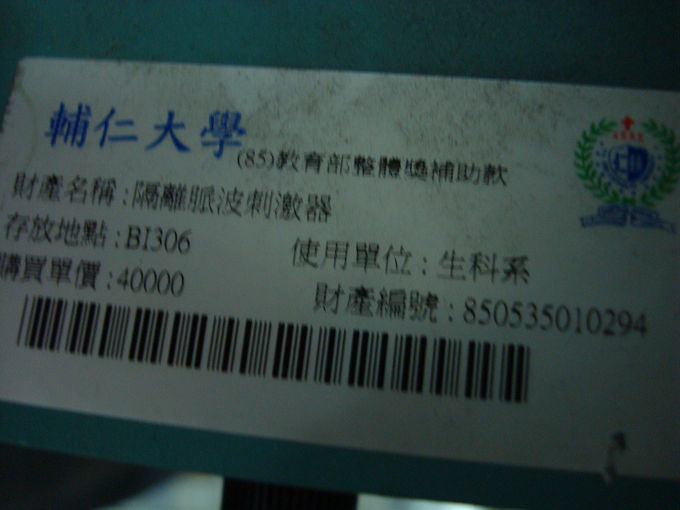 輔仁大學 (85)教育部整體獎補助款
財產名稱:隔離脈波刺激器
存放地點:BI306 使用單位:生科系
購買單價:40000 財產編號:850535010294